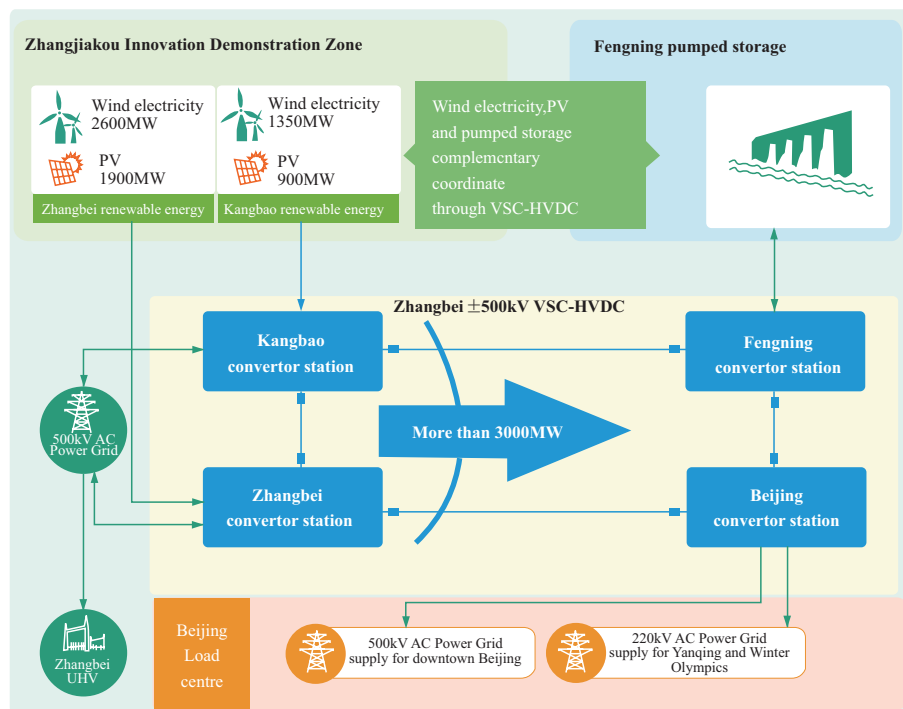 Zhangjiakou Innovation Demonstration Zone
Fengning pumped storage
Wind electricity
2600MW
PV
1900MW
Zhangbei renewable energy
Wind electricity
1350MW
PV
900MW
Kangbao renewable energy
Wind electricity,PV
and pumped storage
complemcntary
coordinate
through VSC-HVDC
Zhangbei ±500kV VSC-HVDC
Kangbao
convertor station
Fengning
convertor station
500kV AC
Power Grid
More than 3000MW
Zhangbei
convertor station
Beijing
convertor station
Zhangbei
UHV
Beijing
Load
centre
500kV AC Power Grid
supply for downtown Beijing
220kV AC Power Grid
supply for Yanqing and Winter
Olympics